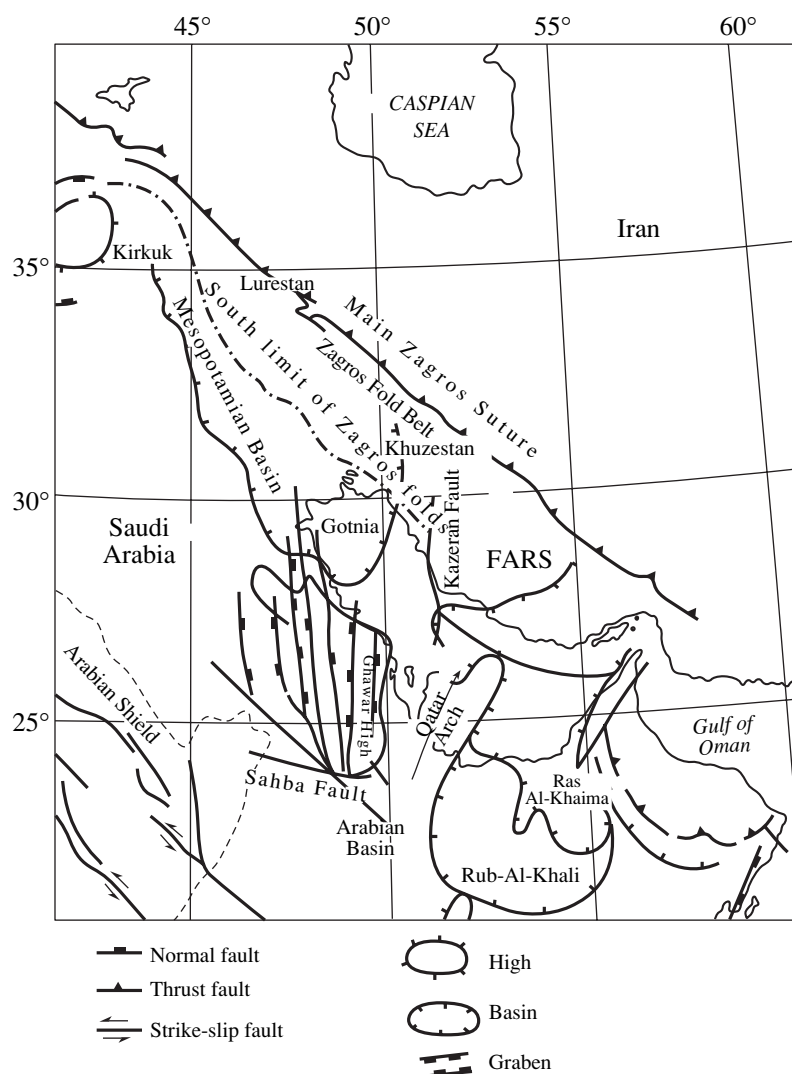 45° 50° 55° 60°
CASPIAN
SEA
Iran
Kirkuk
35°
Lurestan
Main Zagros Suture
South limit of Zagros folds
Mesopotamian Basin
Zagros Fold Belt
Khuzestan
30°
Gotnia
Saudi
Arabia
Kazeran Fault
FARS
Arabian Shield
Ghawar High
Qatar
Arch
25°
Gulf of
Oman
Sahba Fault
Ras
Al-Khaima
Arabian
Basin
Rub-Al-Khali
Normal fault
High
Thrust fault
Basin
Strike-slip fault
Graben